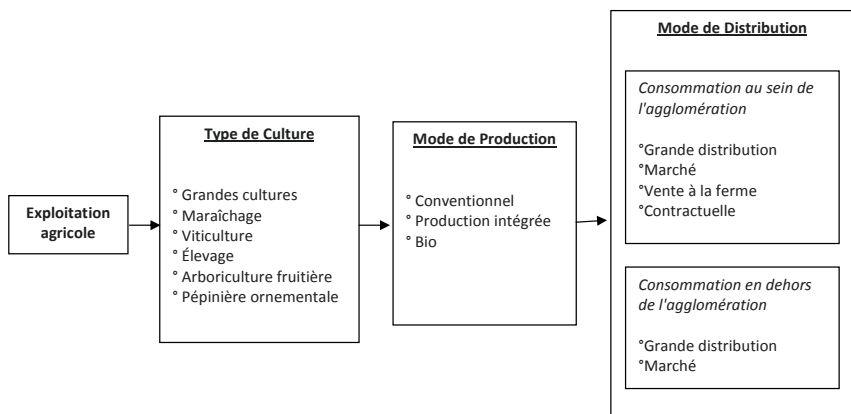 Exploitation
agricole
Type de Culture
° Grandes cultures
° Maraîchage
° Viticulture
° Élevage
° Arboriculture fruitière
° Pépinière ornementale
Mode de Production
° Conventionnel
° Production intégrée
° Bio
Mode de Distribution
Consommation au sein de
l'agglomération
°Grande distribution
°Marché
°Vente à la ferme
°Contractuelle
Consommation en dehors
de l'agglomération
°Grande distribution
°Marché